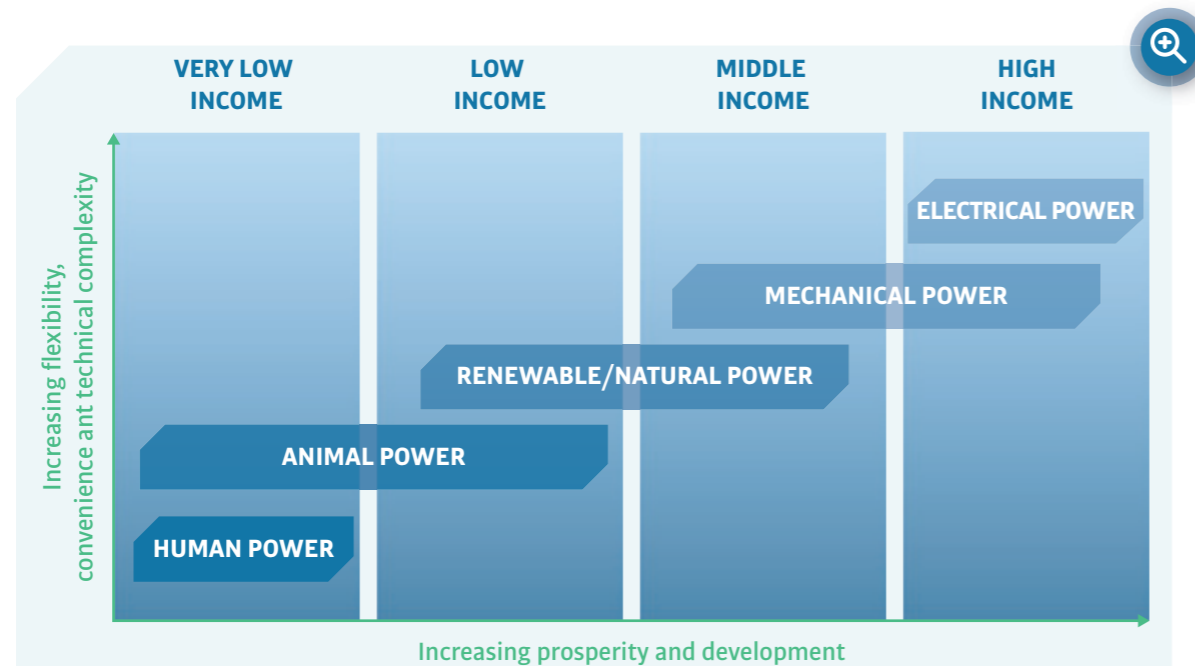 VERY LOW
INCOME
LOW
INCOME
MIDDLE
INCOME
HIGH
INCOME
Increasing flexibility,
convenience ant technical complexity
ELECTRICAL POWER
MECHANICAL POWER
RENEWABLE/NATURAL POWER
ANIMAL POWER
HUMAN POWER
Increasing prosperity and development